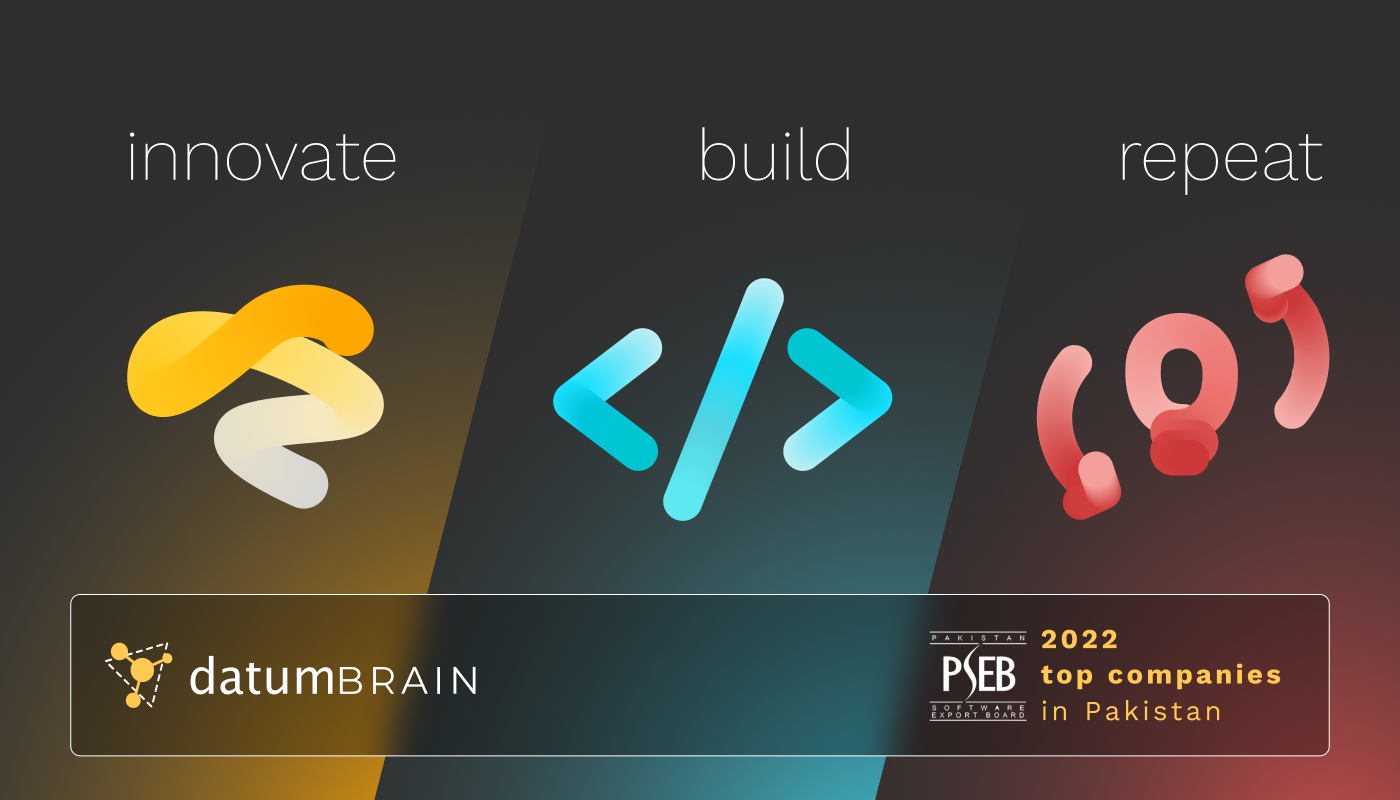 innovate
build
repeat
datumBRAIN
PAKISTAN
PSEB
SOFTWARE
EXPORT BOARD
2022
top companies
in Pakistan